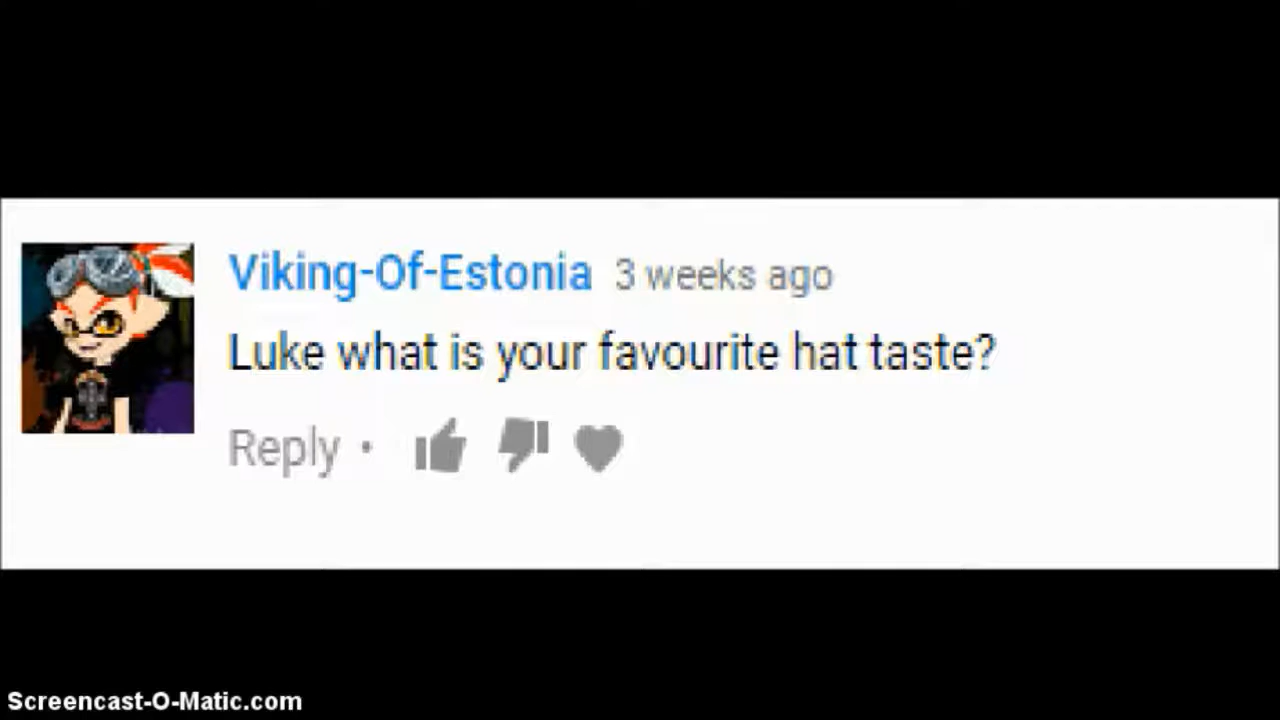 Viking-Of-Estonia 3 weeks ago
Luke what is your favourite hat taste?
Reply •
Screencast-O-Matic.com